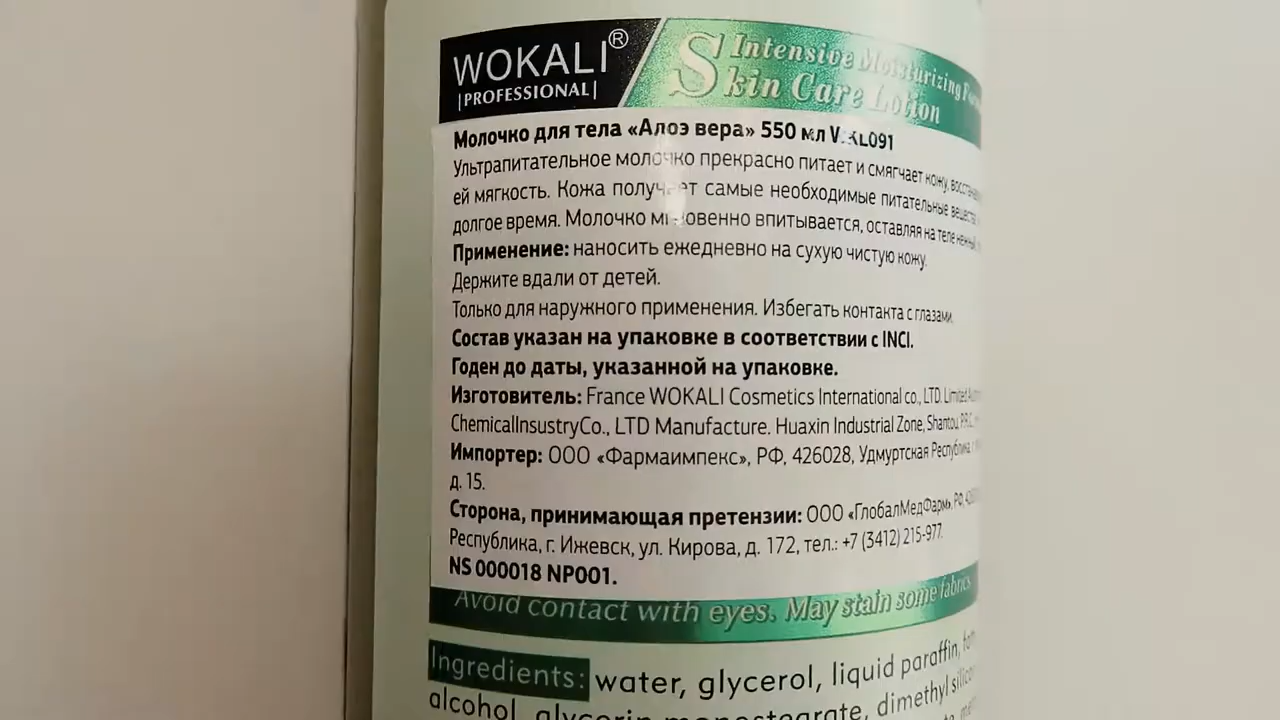 WOKALI®
|PROFESSIONAL|
Intensive Moisturizing
Skin Care Lotion
Молочко для тела «Алоэ вера» 550 мл WKL091
Ультрапитательное молочко прекрасно питает и смягчает кожу,
ей мягкость. Кожа получает самые необходимые питательные
долгое время. Молочко мгновенно впитывается, оставляя на теле
Применение: наносить ежедневно на сухую чистую кожу.
Держите вдали от детей.
Только для наружного применения. Избегать контакта с глазами.
Состав указан на упаковке в соответствии с INCI.
Годен до даты, указанной на упаковке.
Изготовитель: France WOKALI Cosmetics International co., LTD.
ChemicalInsustryCo., LTD Manufacture. Huaxin Industrial Zone, Shantou, P.R.C.
Импортер: ООО «Фармаимпекс», РФ, 426028, Удмуртская Республика,
д. 15.
Сторона, принимающая претензии: ООО «ГлобалМедФарм», РФ,
Республика, г. Ижевск, ул. Кирова, д. 172, тел.: +7 (3412) 215-977.
NS 000018 NP001.
Avoid contact with eyes. May stain some fabrics.
Ingredients: water, glycerol, liquid paraffin,
alcohol, glycerin monostearate, dimethyl